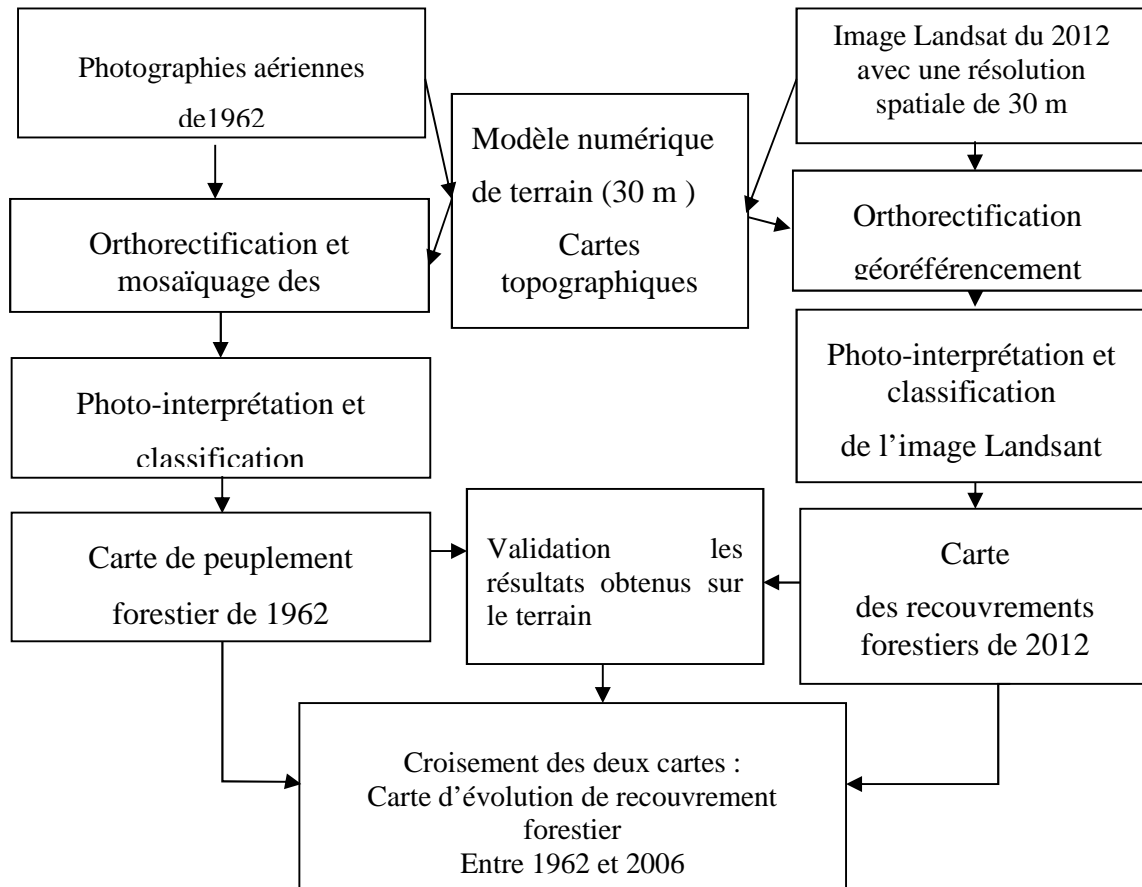 Photographies aériennes
de1962
Image Landsat du 2012
avec une résolution
spatiale de 30 m
Modèle numérique
de terrain (30 m )
Cartes
topographiques
Orthorectification et
mosaïquage des
Orthorectification
géoréférencement
Photo-interprétation et
classification
Photo-interprétation et
classification
de l’image Landsant
Carte de peuplement
forestier de 1962
Validation les
résultats obtenus sur
le terrain
Carte
des recouvrements
forestiers de 2012
Croisement des deux cartes :
Carte d’évolution de recouvrement
forestier
Entre 1962 et 2006